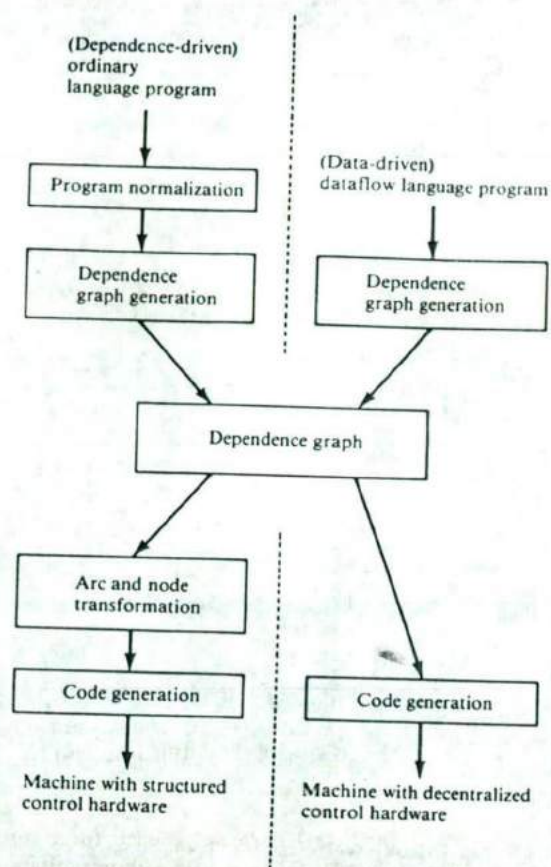 (Dependence-driven)
ordinary
language program
Program normalization
Dependence
graph generation
(Data-driven)
dataflow language program
Dependence
graph generation
Dependence graph
Arc and node
transformation
Code generation
Machine with structured
control hardware
Code generation
Machine with decentralized
control hardware